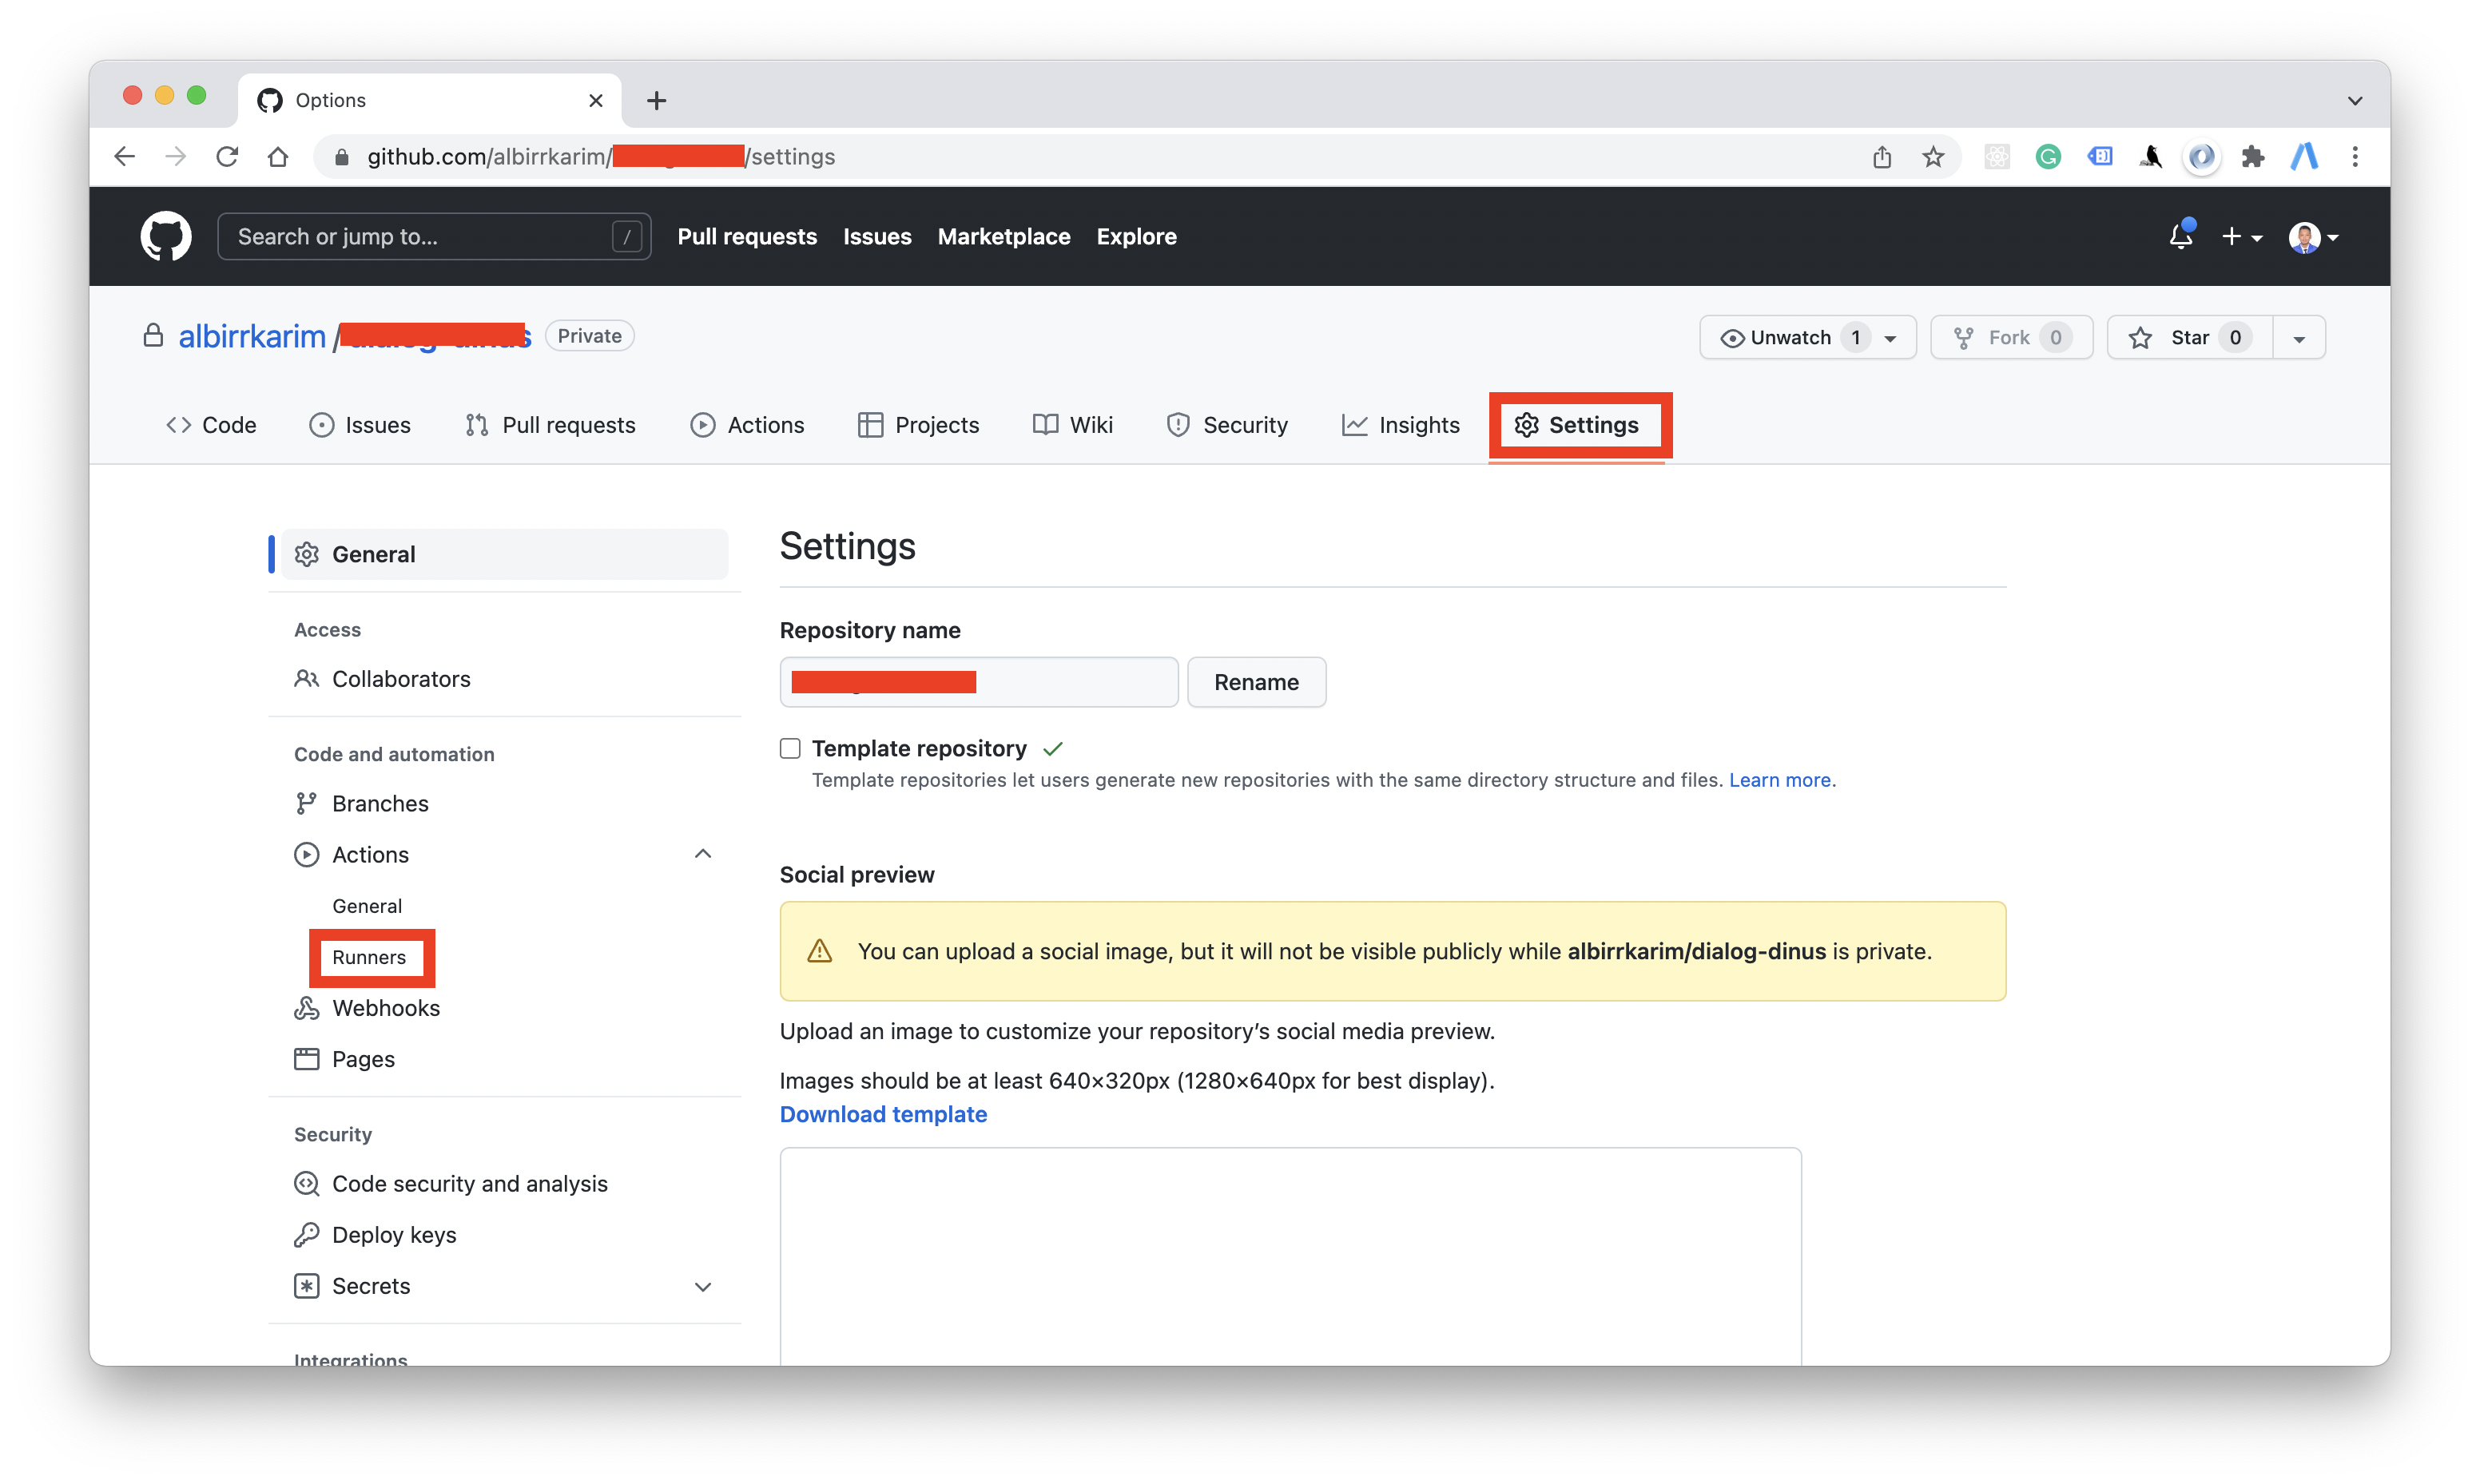 Options
github.com/albirrkarim/ /settings
Search or jump to... /
Pull requests Issues Marketplace Explore
albirrkarim / Private
Unwatch 1 Fork 0 Star 0
Code Issues Pull requests Actions Projects Wiki Security Insights Settings
General
Access
Collaborators
Code and automation
Branches
Actions
General
Runners
Webhooks
Pages
Security
Code security and analysis
Deploy keys
Secrets
Integrations
Settings
Repository name
Rename
Template repository
Template repositories let users generate new repositories with the same directory structure and files. Learn more.
Social preview
You can upload a social image, but it will not be visible publicly while albirrkarim/dialog-dinus is private.
Upload an image to customize your repository’s social media preview.
Images should be at least 640×320px (1280×640px for best display).
Download template